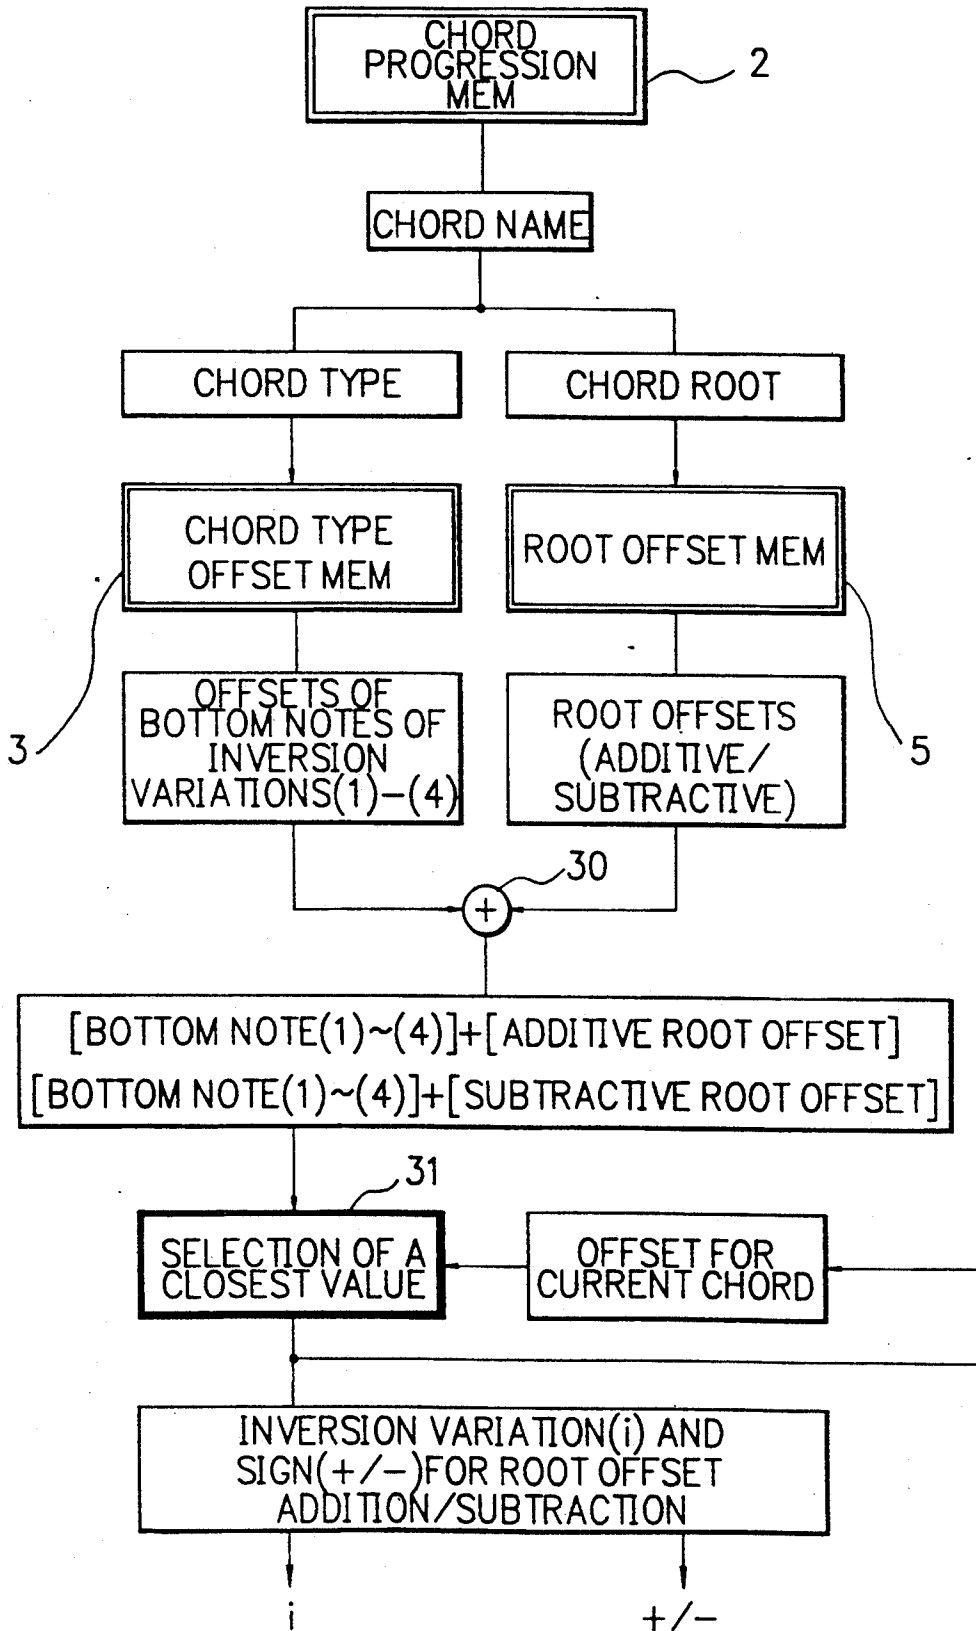 CHORD
PROGRESSION
MEM
2
CHORD NAME
CHORD TYPE
CHORD ROOT
CHORD TYPE
OFFSET MEM
ROOT OFFSET MEM
3
OFFSETS OF
BOTTOM NOTES OF
INVERSION
VARIATIONS(1)-(4)
ROOT OFFSETS
(ADDITIVE/
SUBTRACTIVE)
5
30
+
[BOTTOM NOTE(1)~(4)]+[ADDITIVE ROOT OFFSET]
[BOTTOM NOTE(1)~(4)]+[SUBTRACTIVE ROOT OFFSET]
31
SELECTION OF A
CLOSEST VALUE
OFFSET FOR
CURRENT CHORD
INVERSION VARIATION(i) AND
SIGN(+/-)FOR ROOT OFFSET
ADDITION/SUBTRACTION
i
+/-